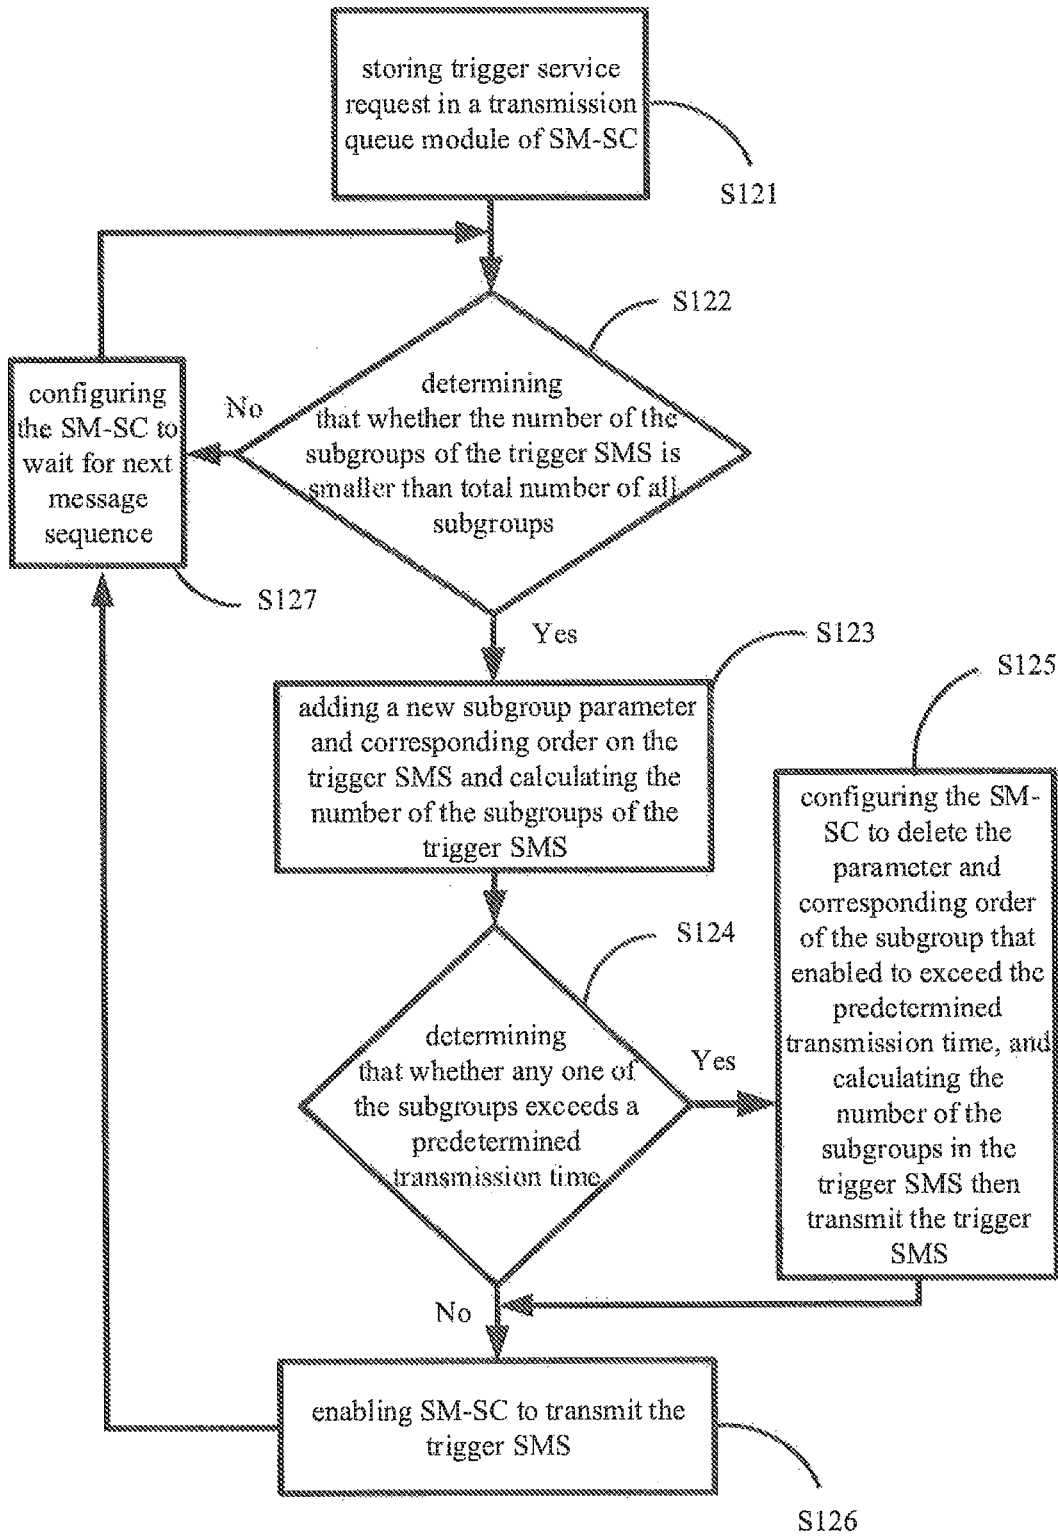 storing trigger service
request in a transmission
queue module of SM-SC
S121
S122
determining
that whether the number of the
subgroups of the trigger SMS is
smaller than total number of all
subgroups
No
configuring
the SM-SC to
wait for next
message
sequence
S127
Yes
S123
adding a new subgroup parameter
and corresponding order on the
trigger SMS and calculating the
number of the subgroups of the
trigger SMS
S125
configuring the SM-
SC to delete the
parameter and
corresponding order
of the subgroup that
enabled to exceed the
predetermined
transmission time, and
calculating the
number of the
subgroups in the
trigger SMS then
transmit the trigger
SMS
S124
determining
that whether any one of
the subgroups exceeds a
predetermined
transmission time
Yes
No
enabling SM-SC to transmit the
trigger SMS
S126